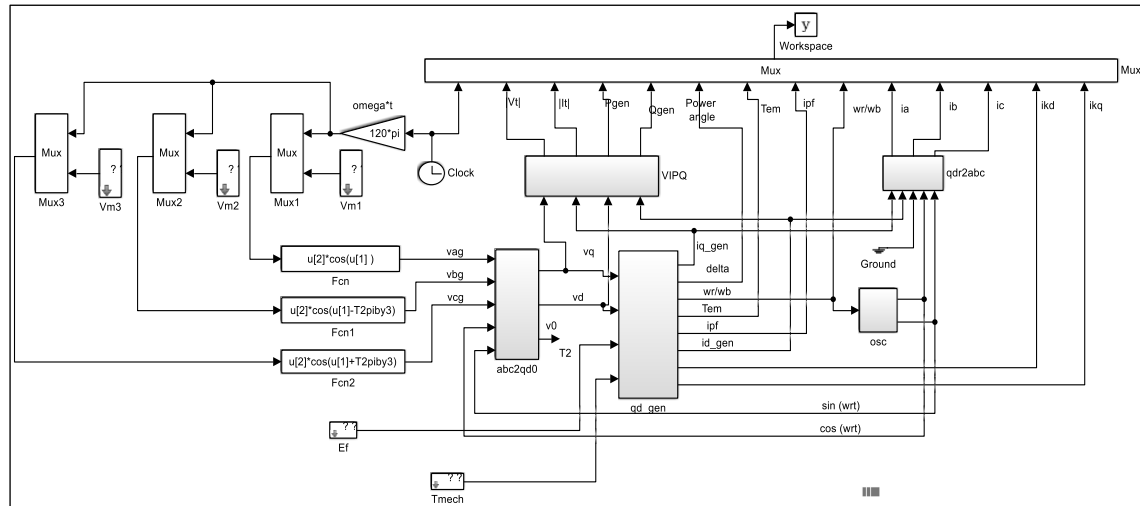 y
Workspace
Mux
Mux
omega*t
120*pi
Clock
|Vt|
|It|
Pgen
Qgen
Power
angle
Tem
ipf
wr/wb
ia
ib
ic
ikd
ikq
Mux
Mux3
? ?
Vm3
Mux
Mux2
? ?
Vm2
Mux
Mux1
? ?
Vm1
VIPQ
qdr2abc
Ground
u[2]*cos(u[1] )
Fcn
u[2]*cos(u[1]-T2piby3)
Fcn1
u[2]*cos(u[1]+T2piby3)
Fcn2
vag
vbg
vcg
abc2qd0
vq
vd
v0
T2
iq_gen
delta
wr/wb
Tem
ipf
id_gen
qd_gen
osc
sin (wrt)
cos (wrt)
? ?
Ef
? ?
Tmech